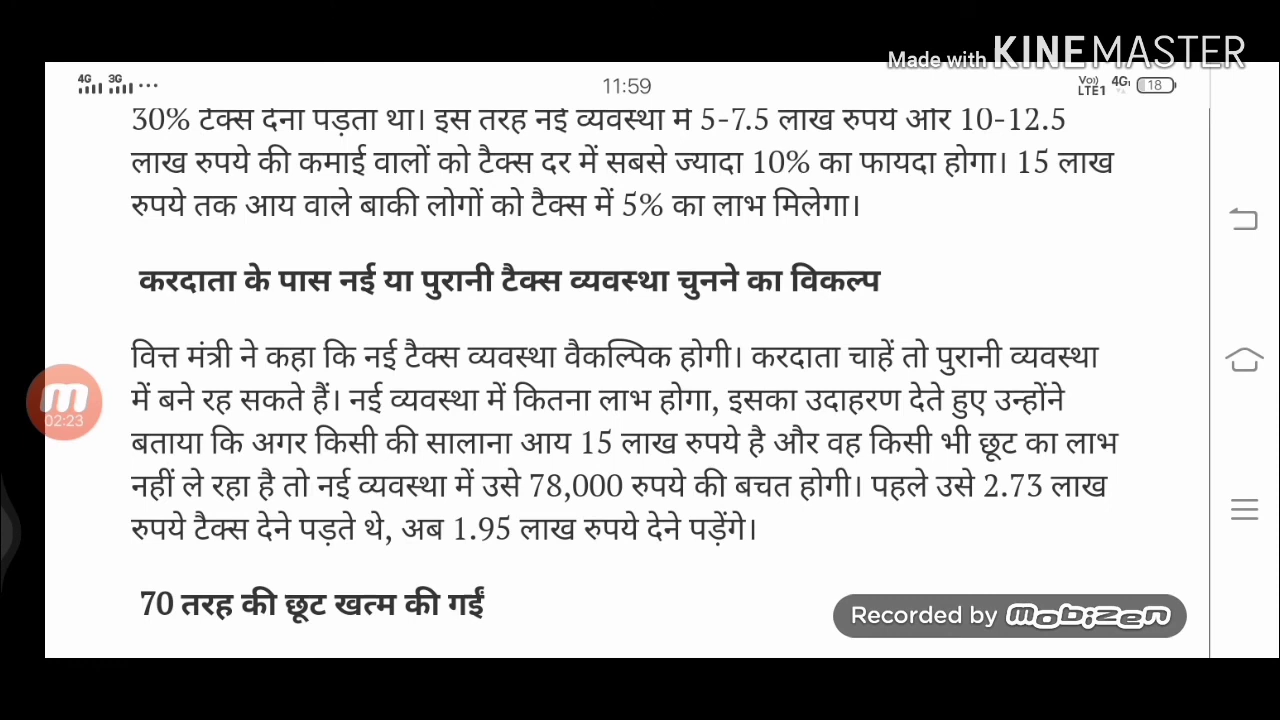 Made with KINEMASTER
4G 3G
11:59
Vo)) LTE1 4G 18
30% टैक्स देना पड़ता था। इस तरह नई व्यवस्था में 5-7.5 लाख रुपये और 10-12.5
लाख रुपये की कमाई वालों को टैक्स दर में सबसे ज्यादा 10% का फायदा होगा। 15 लाख
रुपये तक आय वाले बाकी लोगों को टैक्स में 5% का लाभ मिलेगा।
करदाता के पास नई या पुरानी टैक्स व्यवस्था चुनने का विकल्प
वित्त मंत्री ने कहा कि नई टैक्स व्यवस्था वैकल्पिक होगी। करदाता चाहें तो पुरानी व्यवस्था
में बने रह सकते हैं। नई व्यवस्था में कितना लाभ होगा, इसका उदाहरण देते हुए उन्होंने
बताया कि अगर किसी की सालाना आय 15 लाख रुपये है और वह किसी भी छूट का लाभ
नहीं ले रहा है तो नई व्यवस्था में उसे 78,000 रुपये की बचत होगी। पहले उसे 2.73 लाख
रुपये टैक्स देने पड़ते थे, अब 1.95 लाख रुपये देने पड़ेंगे।
70 तरह की छूट खत्म की गईं
m
02:23
Recorded by mobizen